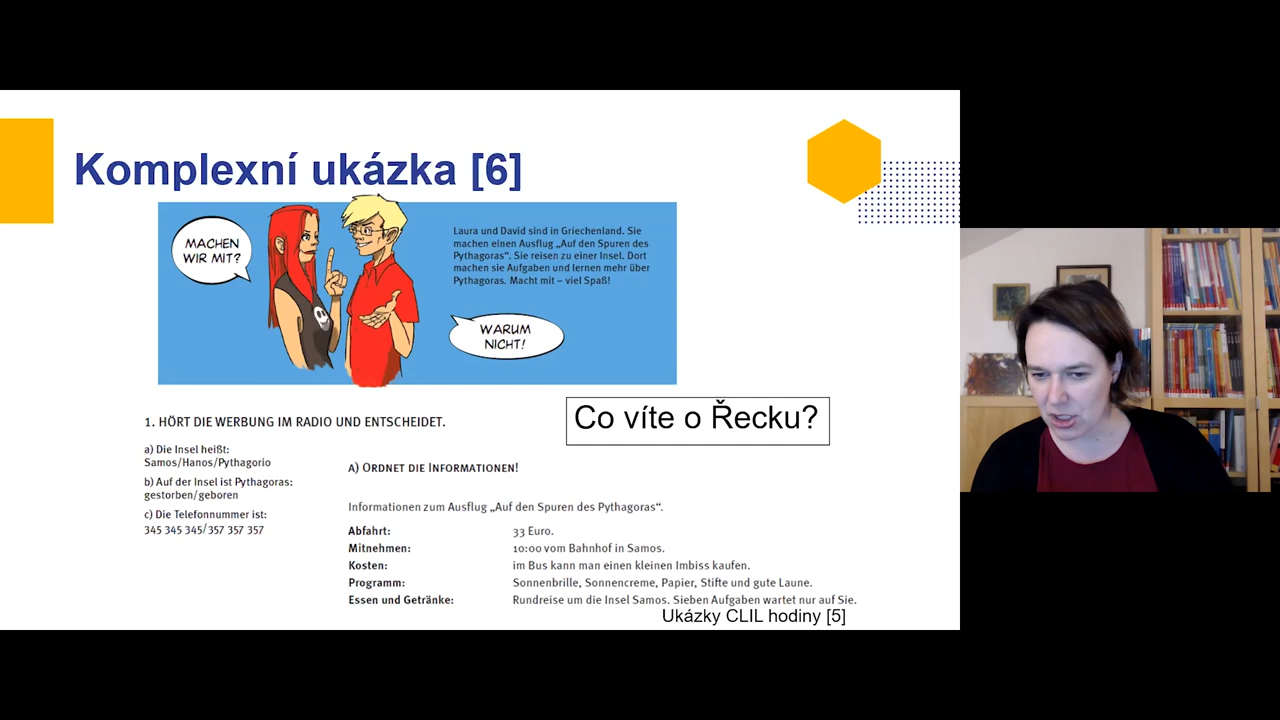 Komplexní ukázka [6]
MACHEN
WIR MIT?
Laura und David sind in Griechenland. Sie
machen einen Ausflug „Auf den Spuren des
Pythagoras“. Sie reisen zu einer Insel. Dort
machen sie Aufgaben und lernen mehr über
Pythagoras. Macht mit – viel Spaß!
WARUM
NICHT!
Co víte o Řecku?
1. HÖRT DIE WERBUNG IM RADIO UND ENTSCHEIDET.
a) Die Insel heißt:
Samos/Hanos/Pythagorio
b) Auf der Insel ist Pythagoras:
gestorben/geboren
c) Die Telefonnummer ist:
345 345 345/357 357 357
A) ORDNET DIE INFORMATIONEN!
Informationen zum Ausflug „Auf den Spuren des Pythagoras“.
Abfahrt: 33 Euro.
Mitnehmen: 10:00 vom Bahnhof in Samos.
Kosten: im Bus kann man einen kleinen Imbiss kaufen.
Programm: Sonnenbrille, Sonnencreme, Papier, Stifte und gute Laune.
Essen und Getränke: Rundreise um die Insel Samos. Sieben Aufgaben wartet nur auf Sie.
Ukázky CLIL hodiny [5]